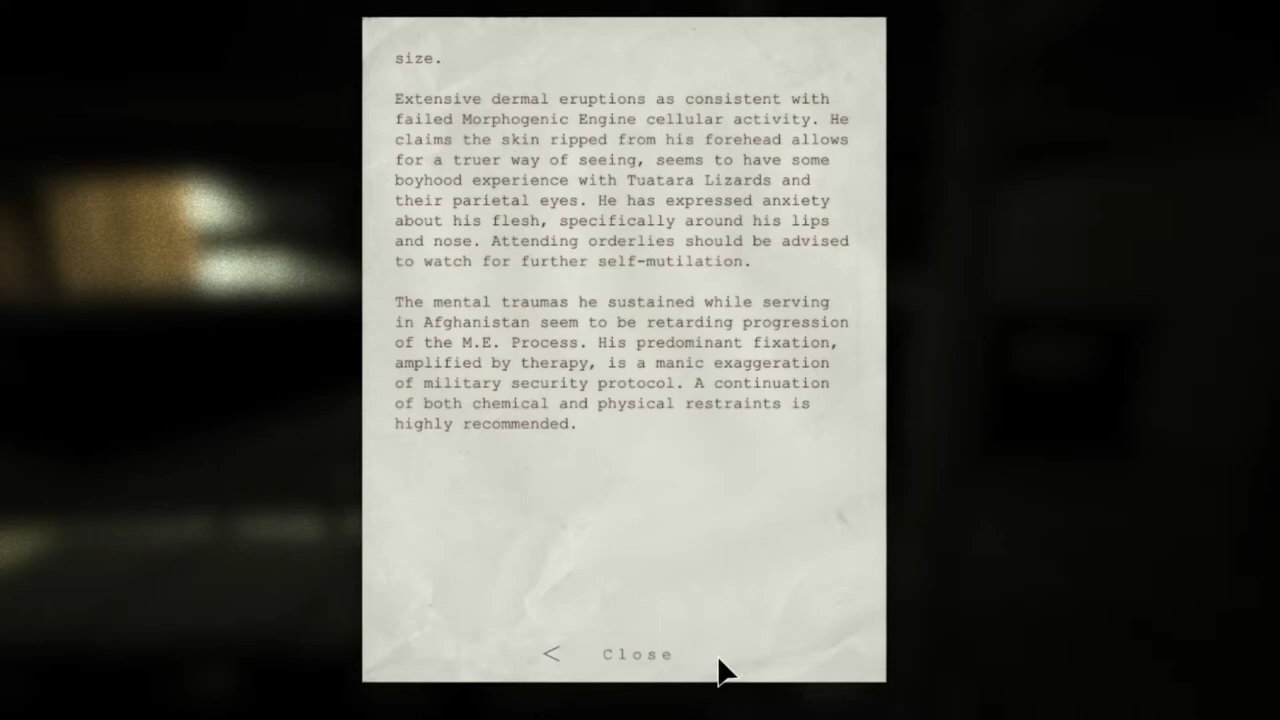 size.
Extensive dermal eruptions as consistent with
failed Morphogenic Engine cellular activity. He
claims the skin ripped from his forehead allows
for a truer way of seeing, seems to have some
boyhood experience with Tuatara Lizards and
their parietal eyes. He has expressed anxiety
about his flesh, specifically around his lips
and nose. Attending orderlies should be advised
to watch for further self-mutilation.
The mental traumas he sustained while serving
in Afghanistan seem to be retarding progression
of the M.E. Process. His predominant fixation,
amplified by therapy, is a manic exaggeration
of military security protocol. A continuation
of both chemical and physical restraints is
highly recommended.
< Close